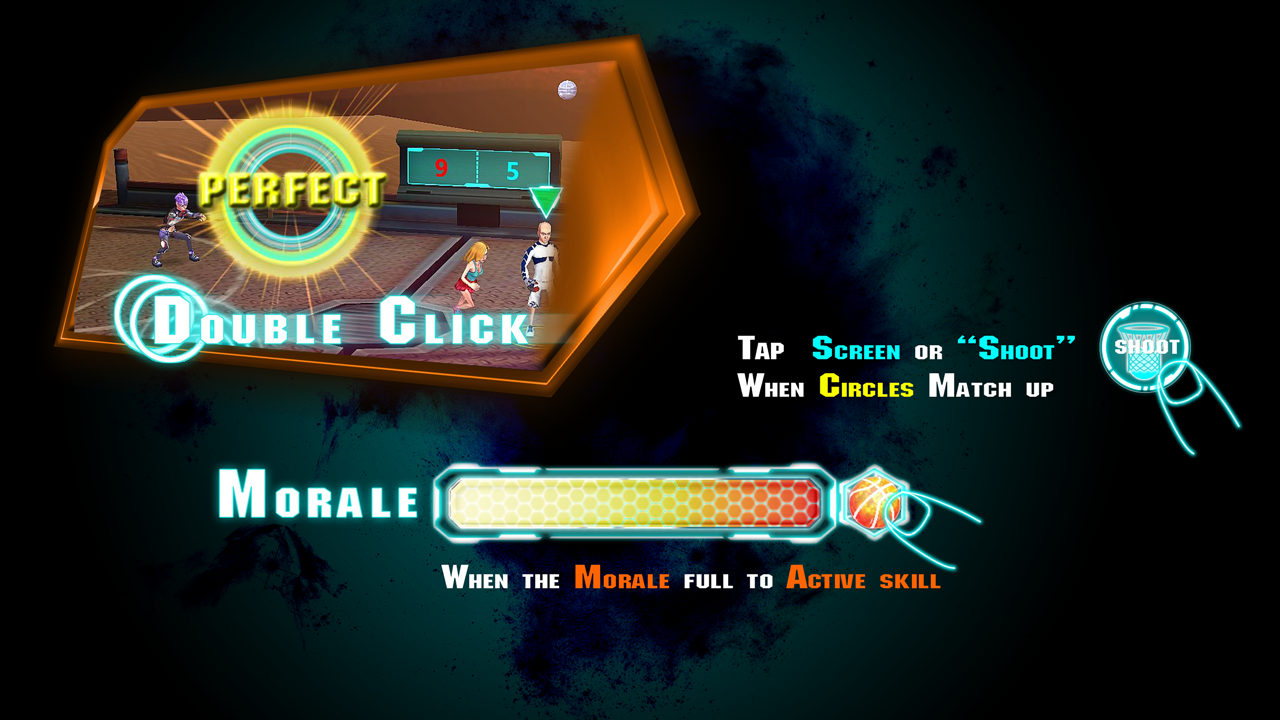 PERFECT
9 5
DOUBLE CLICK
TAP SCREEN OR “SHOOT”
WHEN CIRCLES MATCH UP
SHOOT
MORALE
WHEN THE MORALE FULL TO ACTIVE SKILL